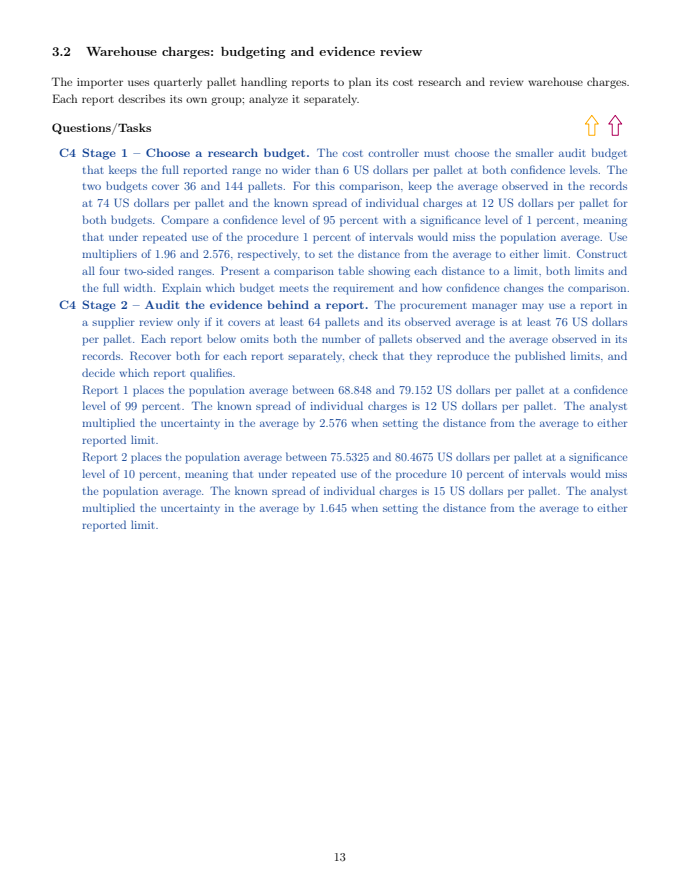 3.2 Warehouse charges: budgeting and evidence review
The importer uses quarterly pallet handling reports to plan its cost research and review warehouse charges.
Each report describes its own group; analyze it separately.
Questions/Tasks
C4 Stage 1 – Choose a research budget. The cost controller must choose the smaller audit budget
that keeps the full reported range no wider than 6 US dollars per pallet at both confidence levels. The
two budgets cover 36 and 144 pallets. For this comparison, keep the average observed in the records
at 74 US dollars per pallet and the known spread of individual charges at 12 US dollars per pallet for
both budgets. Compare a confidence level of 95 percent with a significance level of 1 percent, meaning
that under repeated use of the procedure 1 percent of intervals would miss the population average. Use
multipliers of 1.96 and 2.576, respectively, to set the distance from the average to either limit. Construct
all four two-sided ranges. Present a comparison table showing each distance to a limit, both limits and
the full width. Explain which budget meets the requirement and how confidence changes the comparison.
C4 Stage 2 – Audit the evidence behind a report. The procurement manager may use a report in
a supplier review only if it covers at least 64 pallets and its observed average is at least 76 US dollars
per pallet. Each report below omits both the number of pallets observed and the average observed in its
records. Recover both for each report separately, check that they reproduce the published limits, and
decide which report qualifies.
Report 1 places the population average between 68.848 and 79.152 US dollars per pallet at a confidence
level of 99 percent. The known spread of individual charges is 12 US dollars per pallet. The analyst
multiplied the uncertainty in the average by 2.576 when setting the distance from the average to either
reported limit.
Report 2 places the population average between 75.5325 and 80.4675 US dollars per pallet at a significance
level of 10 percent, meaning that under repeated use of the procedure 10 percent of intervals would miss
the population average. The known spread of individual charges is 15 US dollars per pallet. The analyst
multiplied the uncertainty in the average by 1.645 when setting the distance from the average to either
reported limit.
13